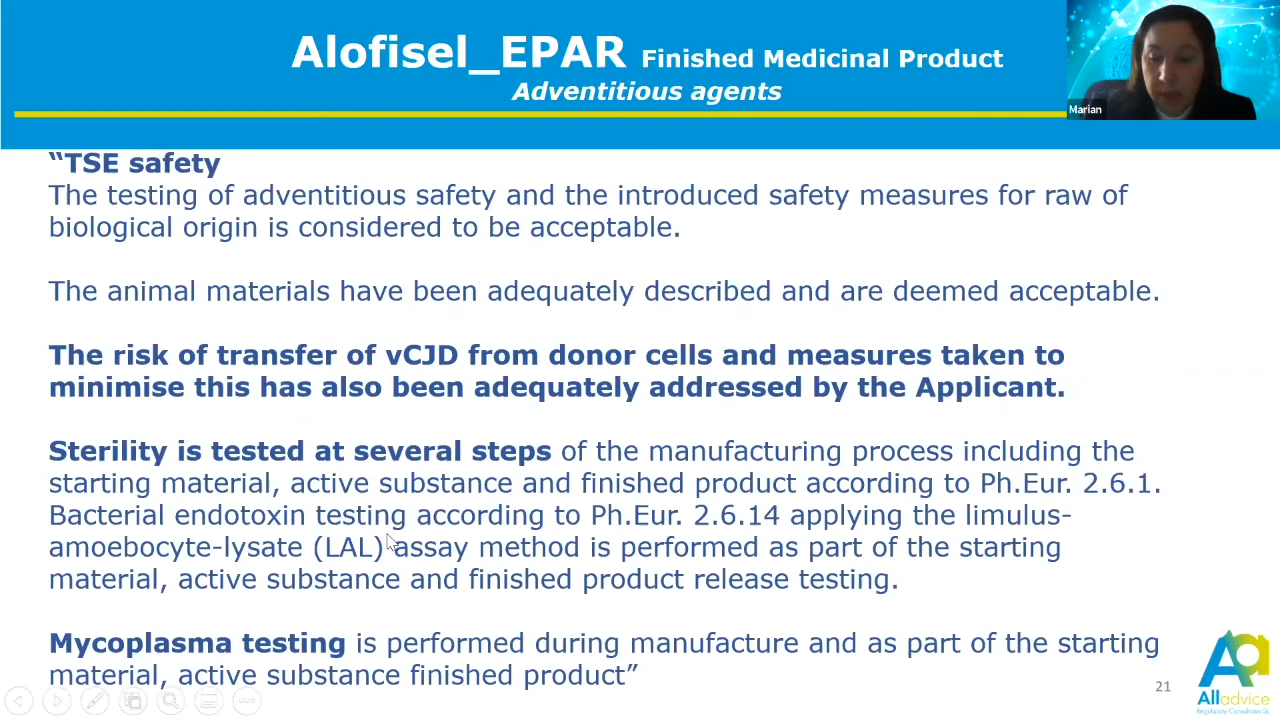 Alofisel_EPAR Finished Medicinal Product
Adventitious agents
Marian
“TSE safety
The testing of adventitious safety and the introduced safety measures for raw of
biological origin is considered to be acceptable.
The animal materials have been adequately described and are deemed acceptable.
The risk of transfer of vCJD from donor cells and measures taken to
minimise this has also been adequately addressed by the Applicant.
Sterility is tested at several steps of the manufacturing process including the
starting material, active substance and finished product according to Ph.Eur. 2.6.1.
Bacterial endotoxin testing according to Ph.Eur. 2.6.14 applying the limulus-
amoebocyte-lysate (LAL) assay method is performed as part of the starting
material, active substance and finished product release testing.
Mycoplasma testing is performed during manufacture and as part of the starting
material, active substance finished product”
21
Alladvice
Regulatory Consultants SL